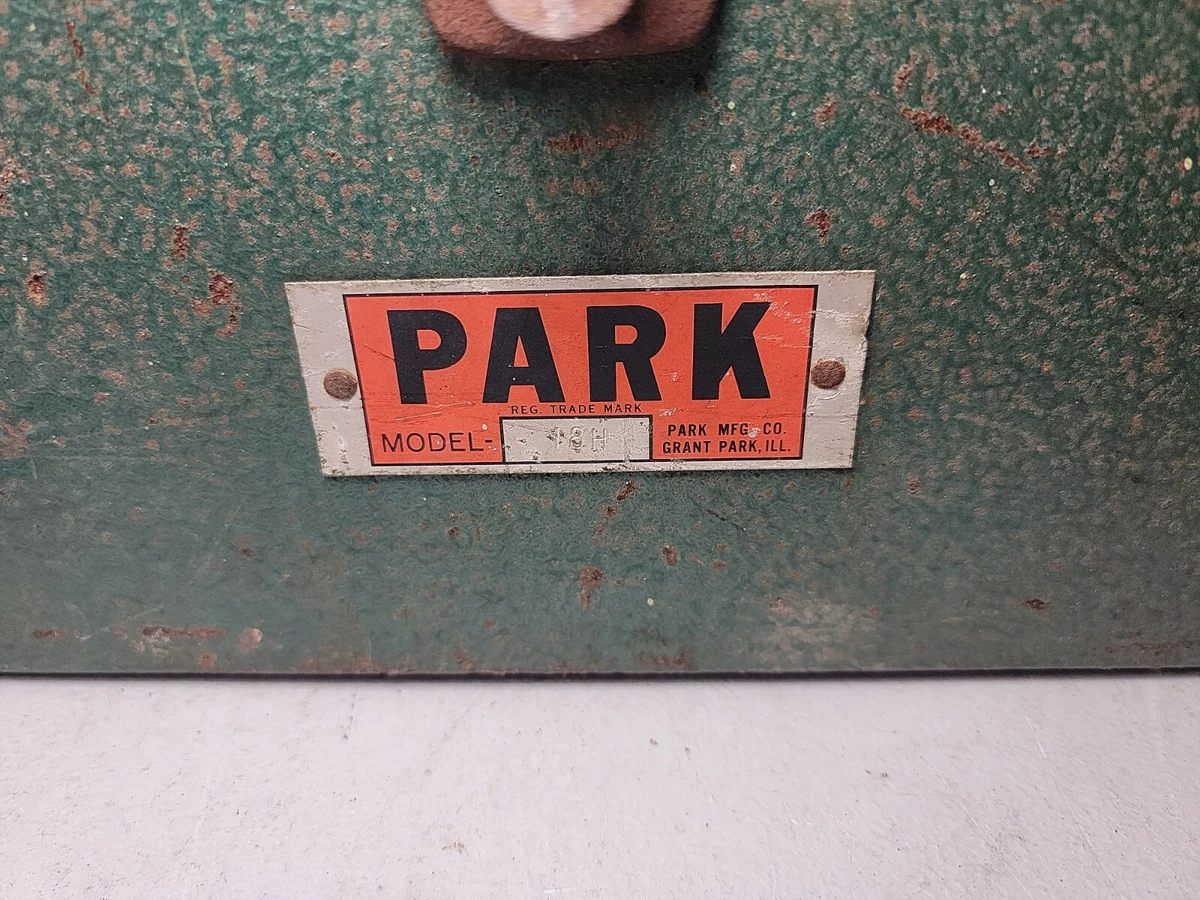 PARK
REG. TRADE MARK
MODEL-
PARK MFG. CO.
GRANT PARK, ILL.